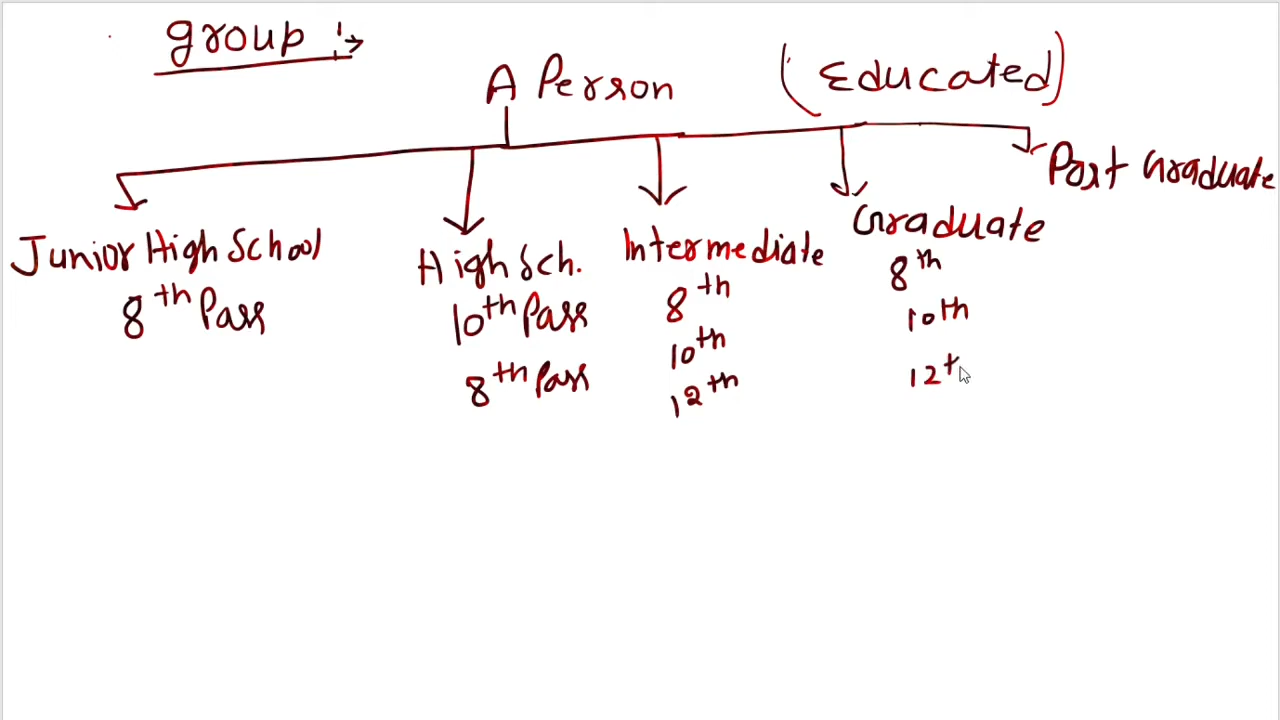 group :→
A Person (Educated)
Junior High School
8th Pass
High Sch.
10th Pass
8th Pass
Intermediate
8th
10th
12th
Graduate
8th
10th
12t
Post Graduate